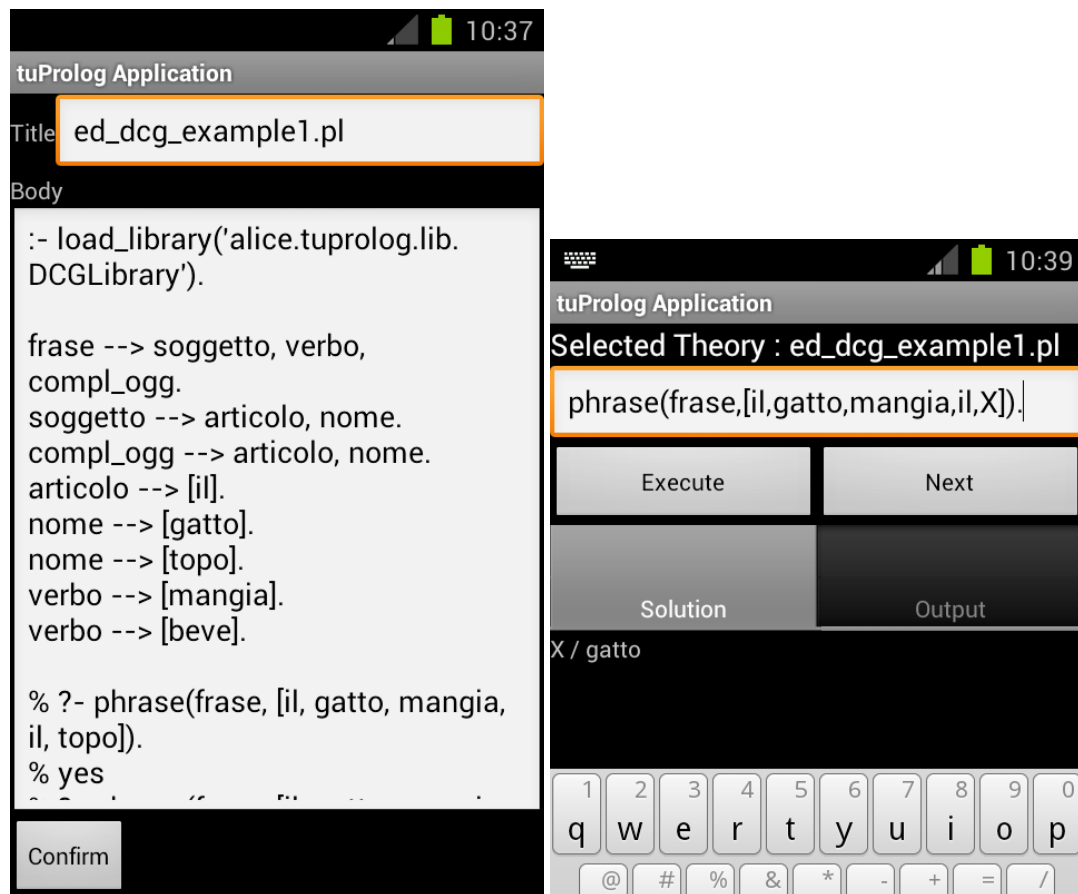 10:37
tuProlog Application
Title ed_dcg_example1.pl
Body
:- load_library('alice.tuprolog.lib.
DCGLibrary').
frase --> soggetto, verbo,
compl_ogg.
soggetto --> articolo, nome.
compl_ogg --> articolo, nome.
articolo --> [il].
nome --> [gatto].
nome --> [topo].
verbo --> [mangia].
verbo --> [beve].
% ?- phrase(frase, [il, gatto, mangia,
il, topo]).
% yes
Confirm
10:39
tuProlog Application
Selected Theory : ed_dcg_example1.pl
phrase(frase,[il,gatto,mangia,il,X]).
Execute Next
Solution Output
X / gatto
1 2 3 4 5 6 7 8 9 0
q w e r t y u i o p
@ # % & * - + = /